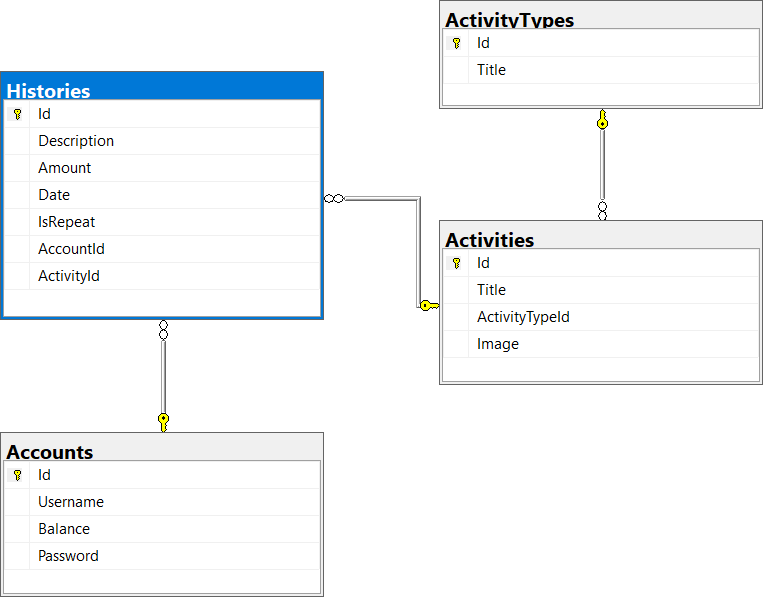 ActivityTypes
Id
Title
Histories
Id
Description
Amount
Date
IsRepeat
AccountId
ActivityId
Activities
Id
Title
ActivityTypeId
Image
Accounts
Id
Username
Balance
Password